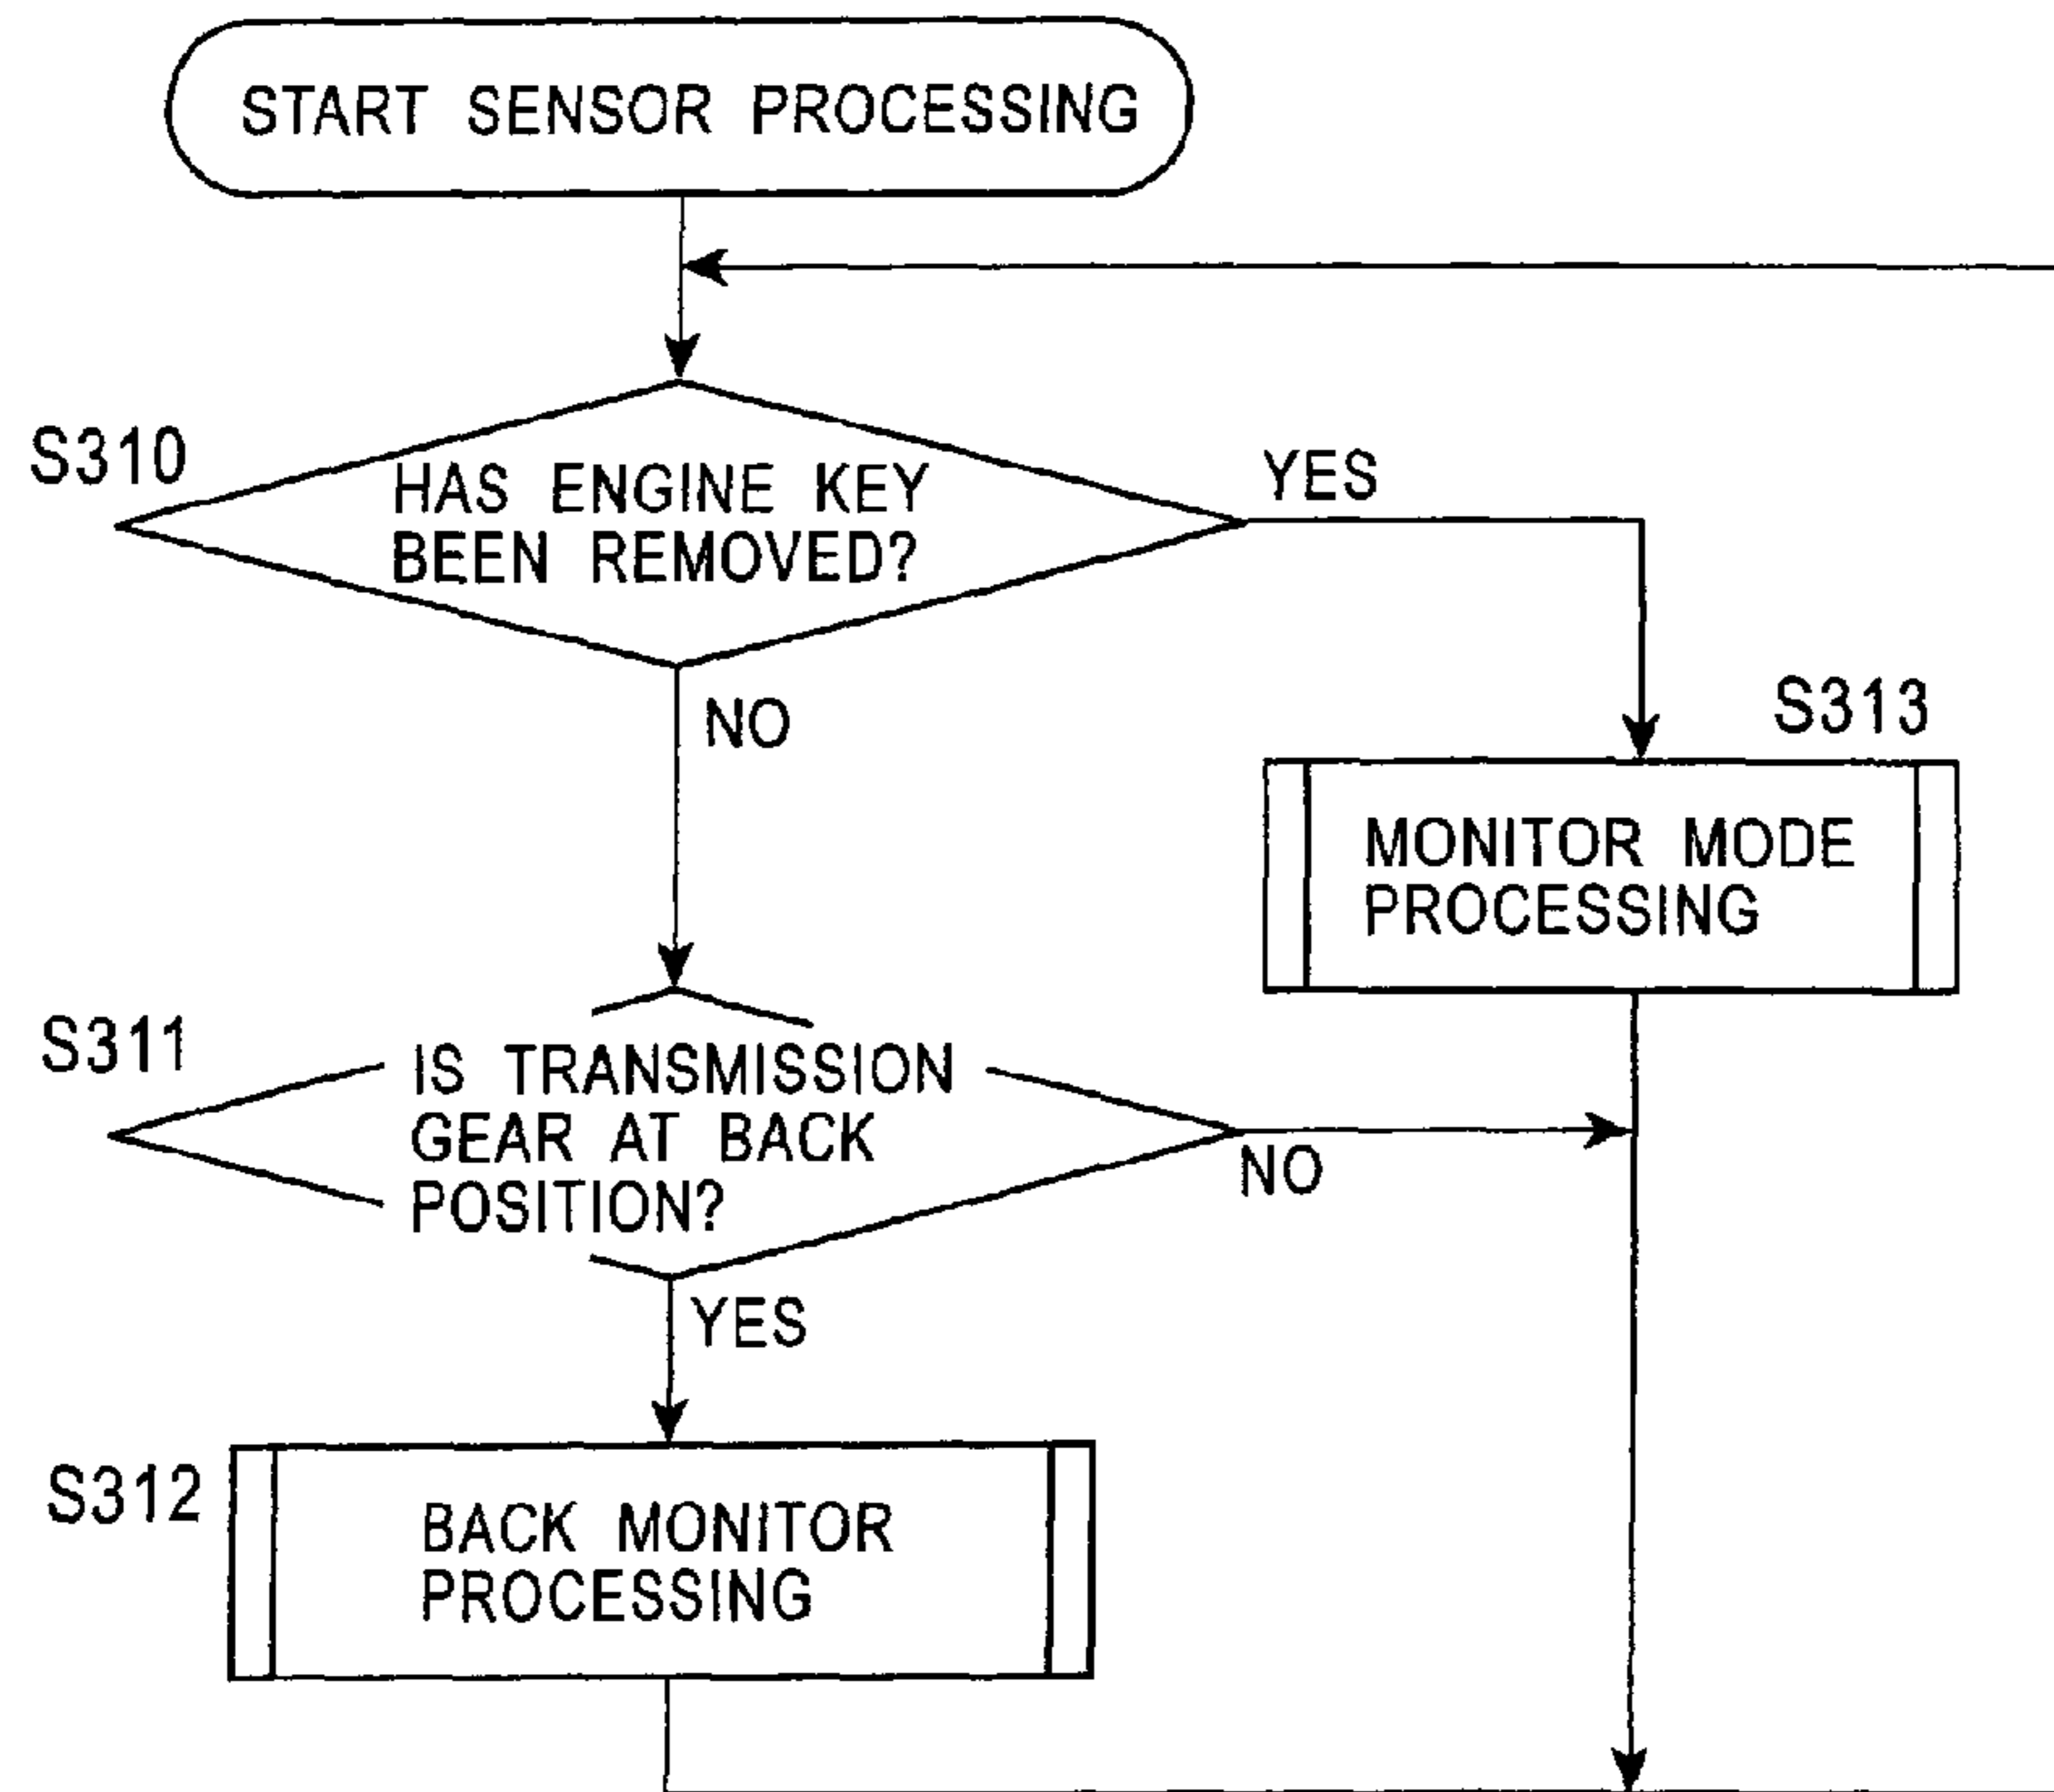 START SENSOR PROCESSING
S310
HAS ENGINE KEY
BEEN REMOVED?
YES
NO
S313
MONITOR MODE
PROCESSING
S311
IS TRANSMISSION
GEAR AT BACK
POSITION?
NO
YES
S312
BACK MONITOR
PROCESSING